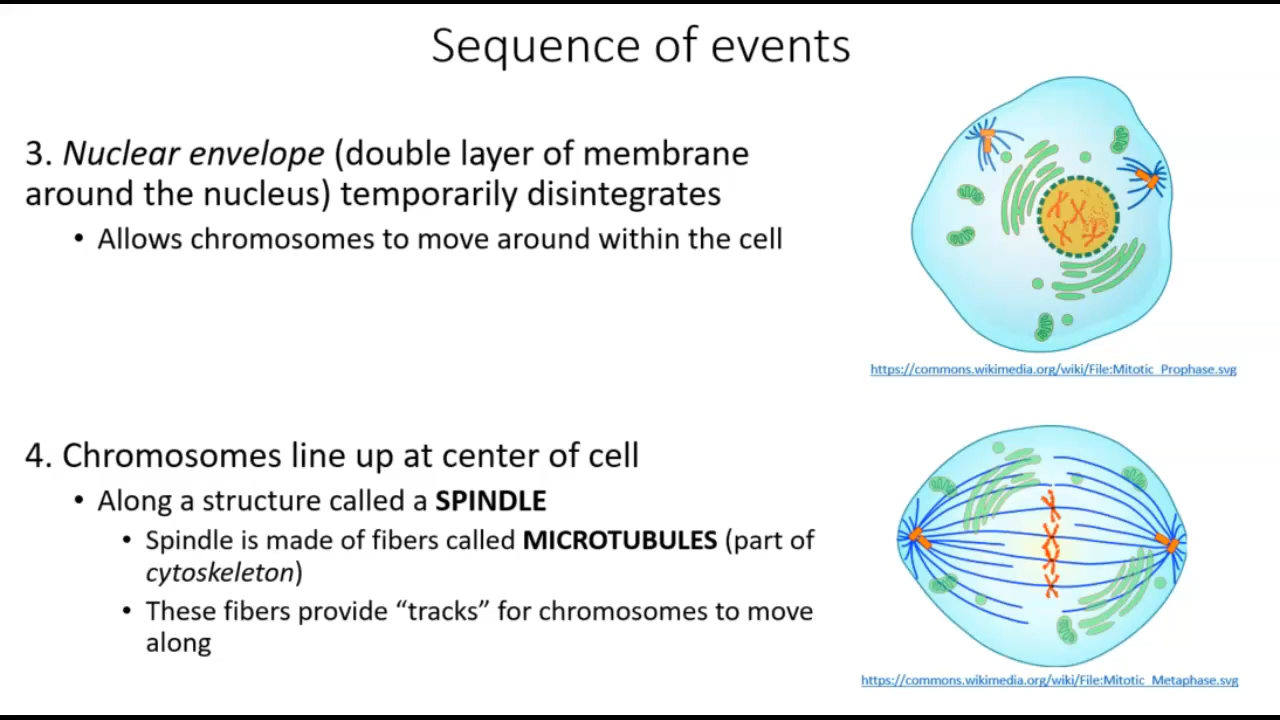 Sequence of events
3. Nuclear envelope (double layer of membrane
around the nucleus) temporarily disintegrates
• Allows chromosomes to move around within the cell
https://commons.wikimedia.org/wiki/File:Mitotic_Prophase.svg
4. Chromosomes line up at center of cell
• Along a structure called a SPINDLE
• Spindle is made of fibers called MICROTUBULES (part of
cytoskeleton)
• These fibers provide “tracks” for chromosomes to move
along
https://commons.wikimedia.org/wiki/File:Mitotic_Metaphase.svg